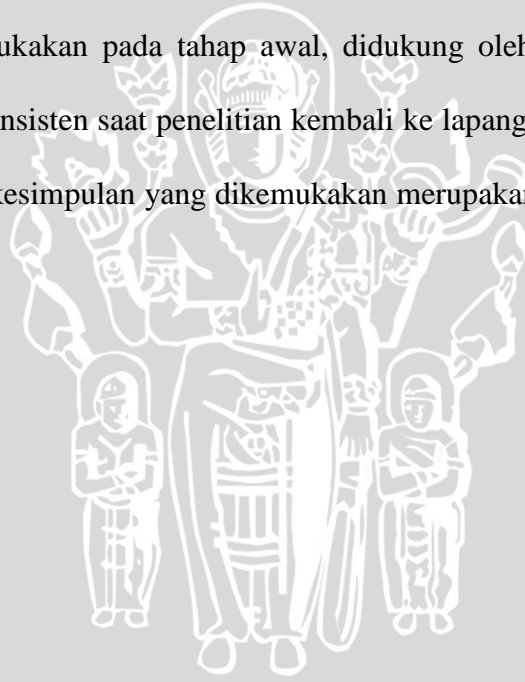 ukakan pada tahap awal, didukung oleh
nsisten saat penelitian kembali ke lapang
kesimpulan yang dikemukakan merupakan